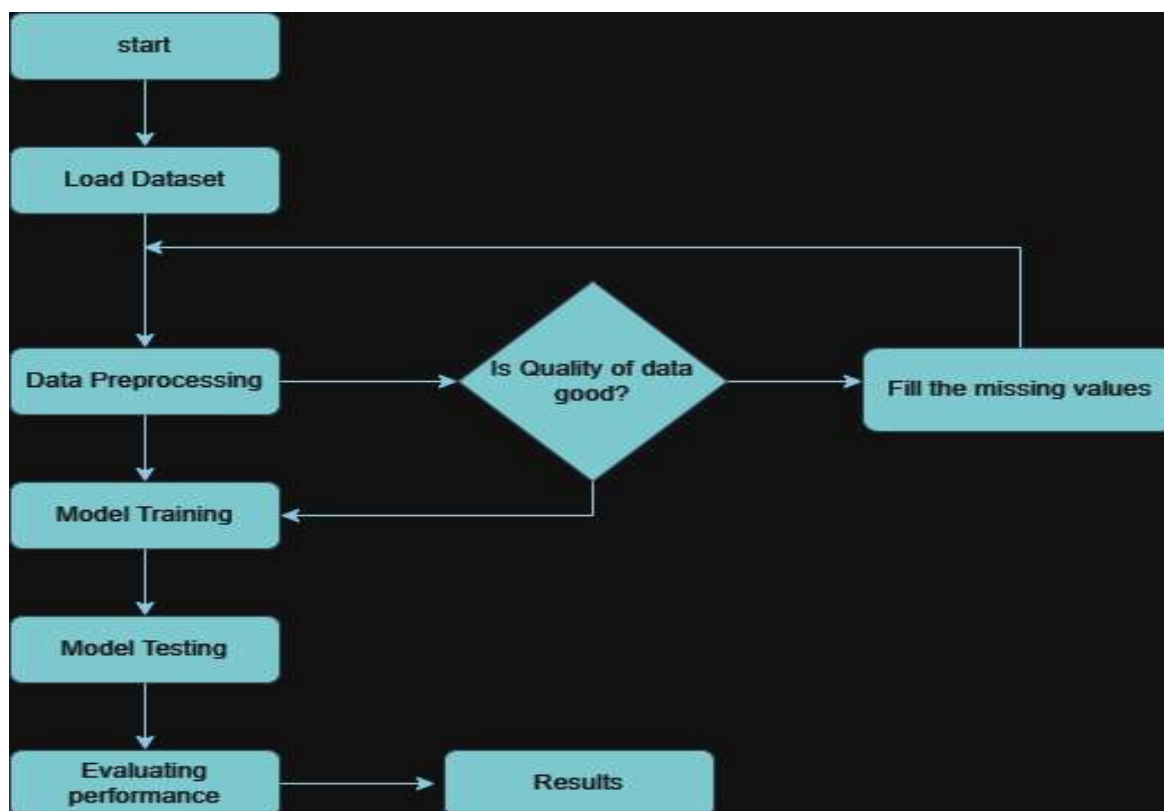 start
Load Dataset
Data Preprocessing
Is Quality of data
good?
Fill the missing values
Model Training
Model Testing
Evaluating
performance
Results